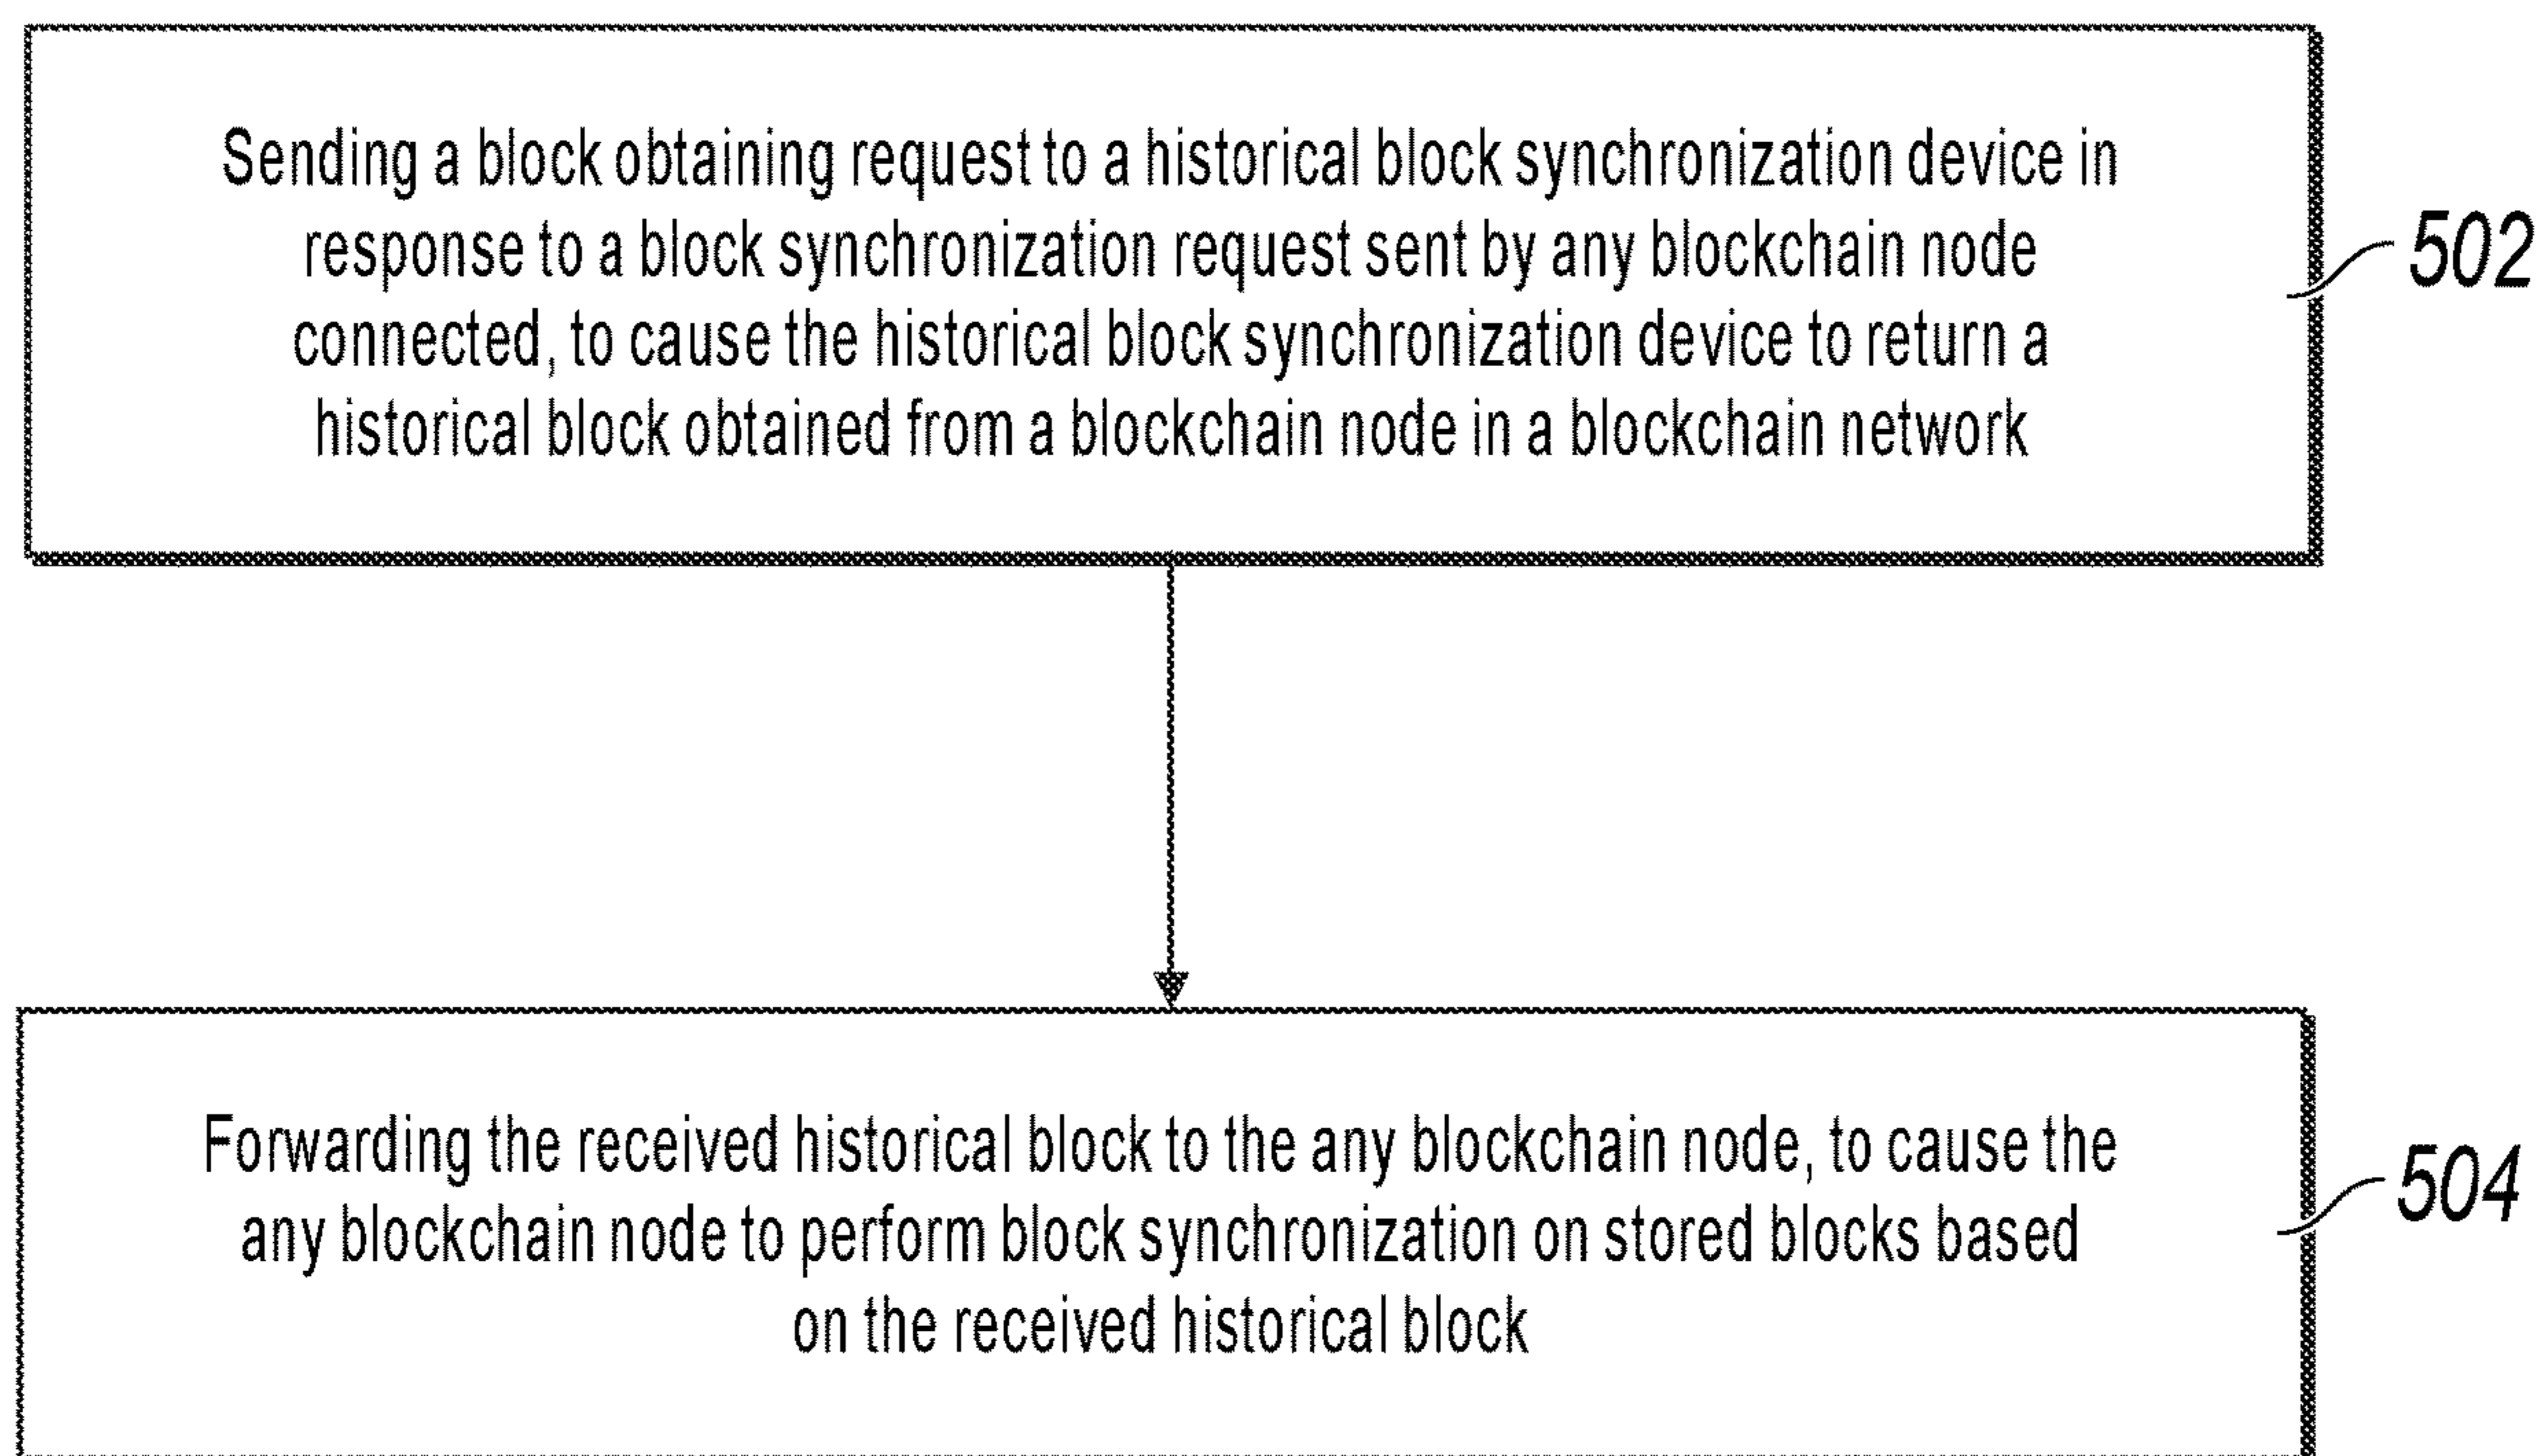 Sending a block obtaining request to a historical block synchronization device in
response to a block synchronization request sent by any blockchain node
connected, to cause the historical block synchronization device to return a
historical block obtained from a blockchain node in a blockchain network
502
Forwarding the received historical block to the any blockchain node, to cause the
any blockchain node to perform block synchronization on stored blocks based
on the received historical block
504